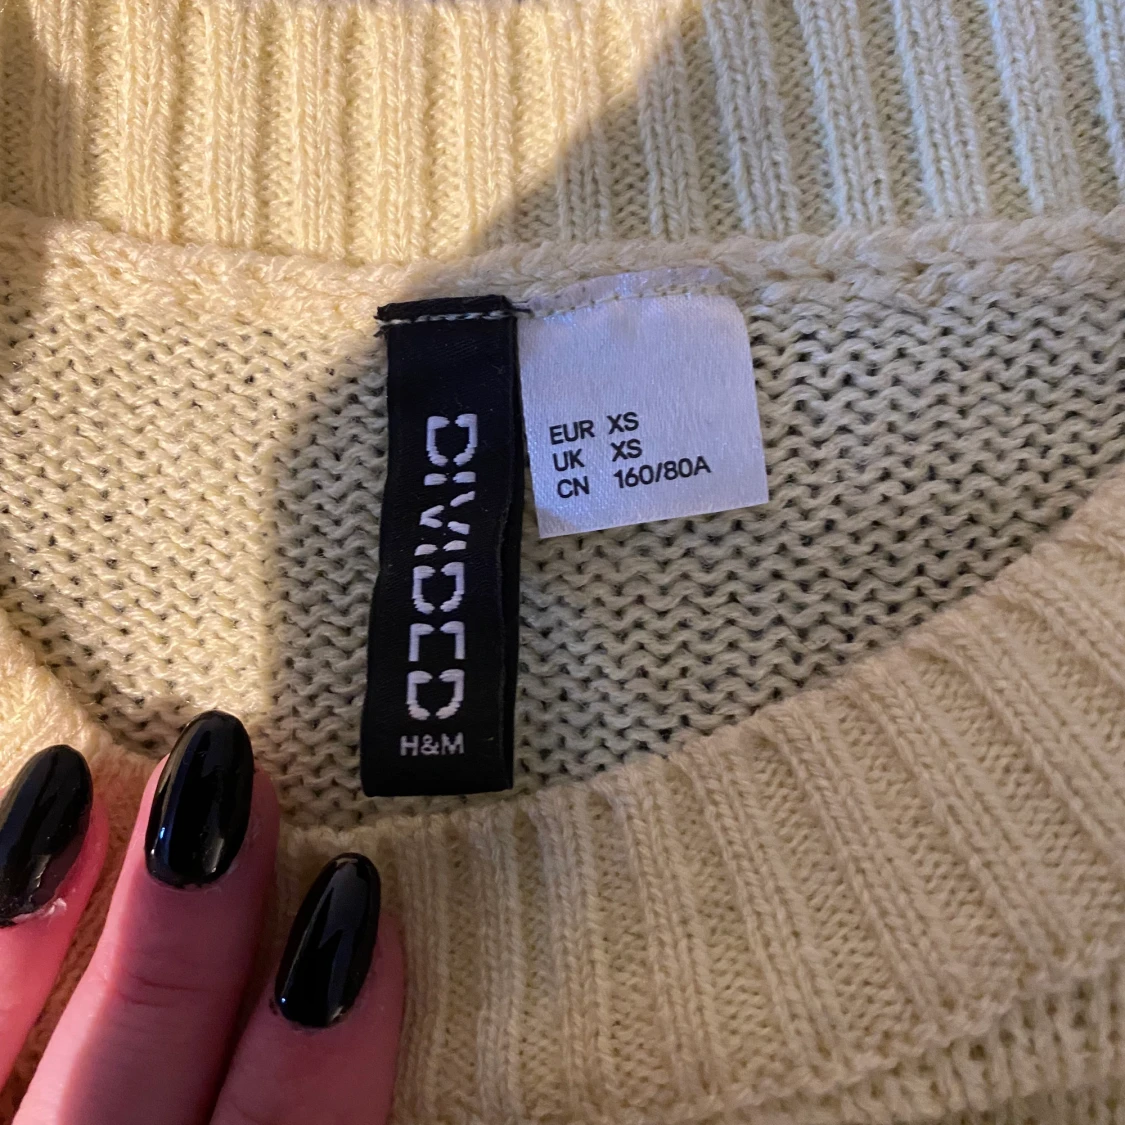 DIVIDED
H&M
EUR XS
UK XS
CN 160/80A